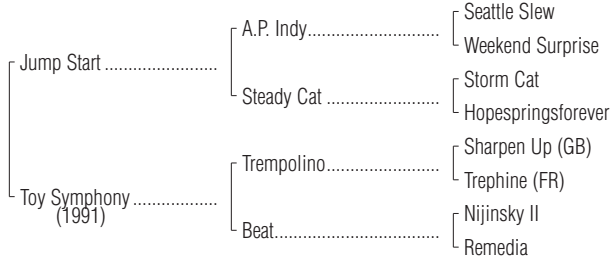 Seattle Slew
A.P. Indy
Weekend Surprise
Jump Start
Storm Cat
Steady Cat
Hopespringsforever
Sharpen Up (GB)
Trempolino
Trephine (FR)
Toy Symphony
(1991)
Nijinsky II
Beat
Remedia